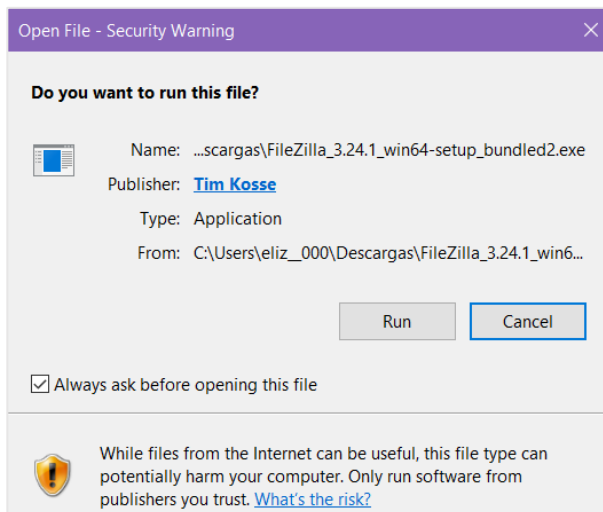 Open File - Security Warning
Do you want to run this file?
Name: ...scargas\FileZilla_3.24.1_win64-setup_bundled2.exe
Publisher: Tim Kosse
Type: Application
From: C:\Users\eliz__000\Descargas\FileZilla_3.24.1_win6...
Run Cancel
Always ask before opening this file
While files from the Internet can be useful, this file type can
potentially harm your computer. Only run software from
publishers you trust. What's the risk?